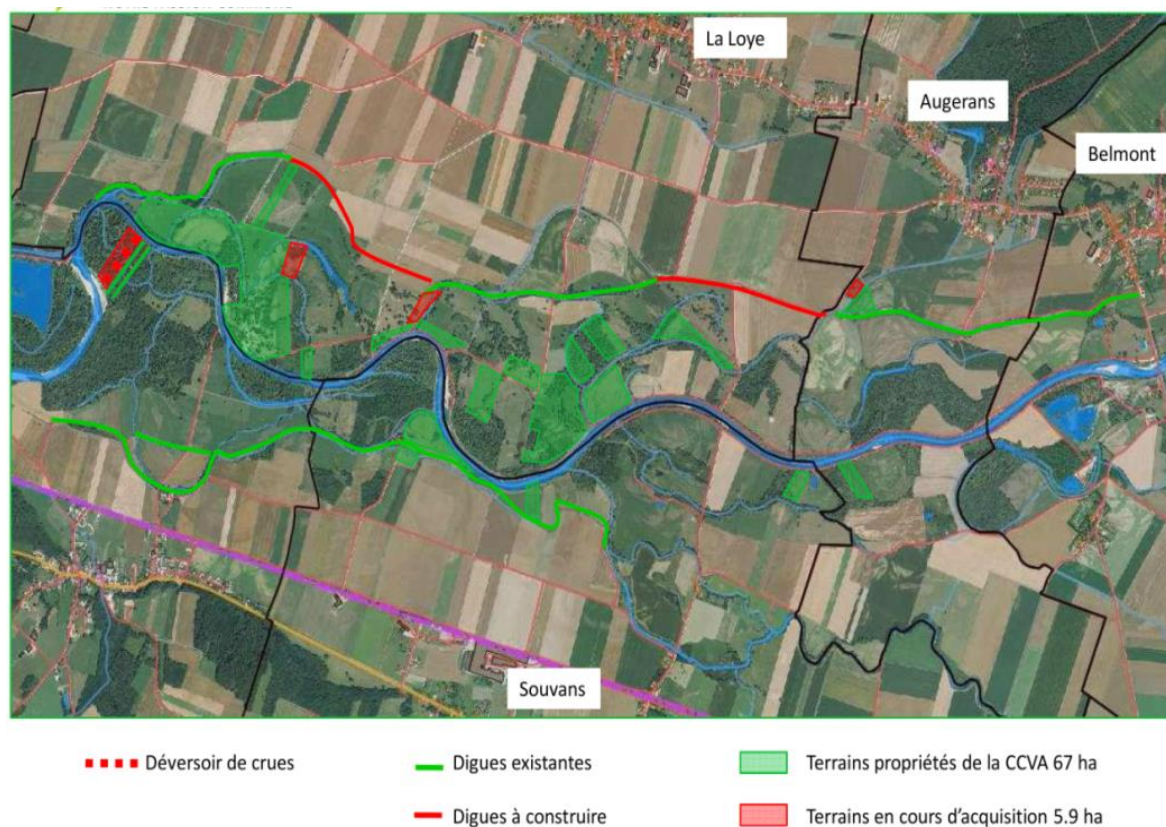 La Loye
Augerans
Belmont
Souvans
Déversoir de crues
Digues existantes
Terrains propriétés de la CCVA 67 ha
Digues à construire
Terrains en cours d'acquisition 5.9 ha